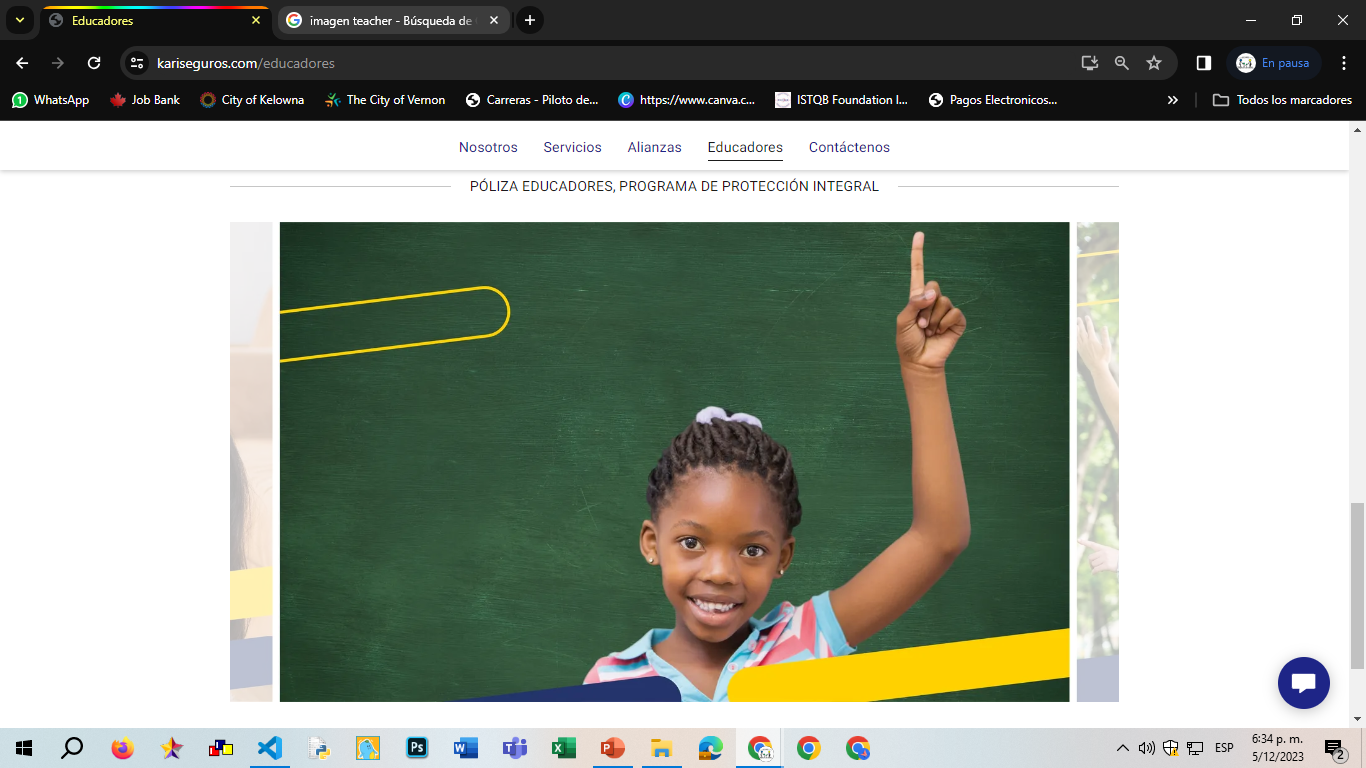 Educadores
imagen teacher - Búsqueda de
kariseguros.com/educadores
En pausa
WhatsApp
Job Bank
City of Kelowna
The City of Vernon
Carreras - Piloto de...
https://www.canva.c...
ISTQB Foundation l...
Pagos Electronicos...
Todos los marcadores
Nosotros Servicios Alianzas Educadores Contáctenos
PÓLIZA EDUCADORES, PROGRAMA DE PROTECCIÓN INTEGRAL
ESP
6:34 p. m.
5/12/2023
2